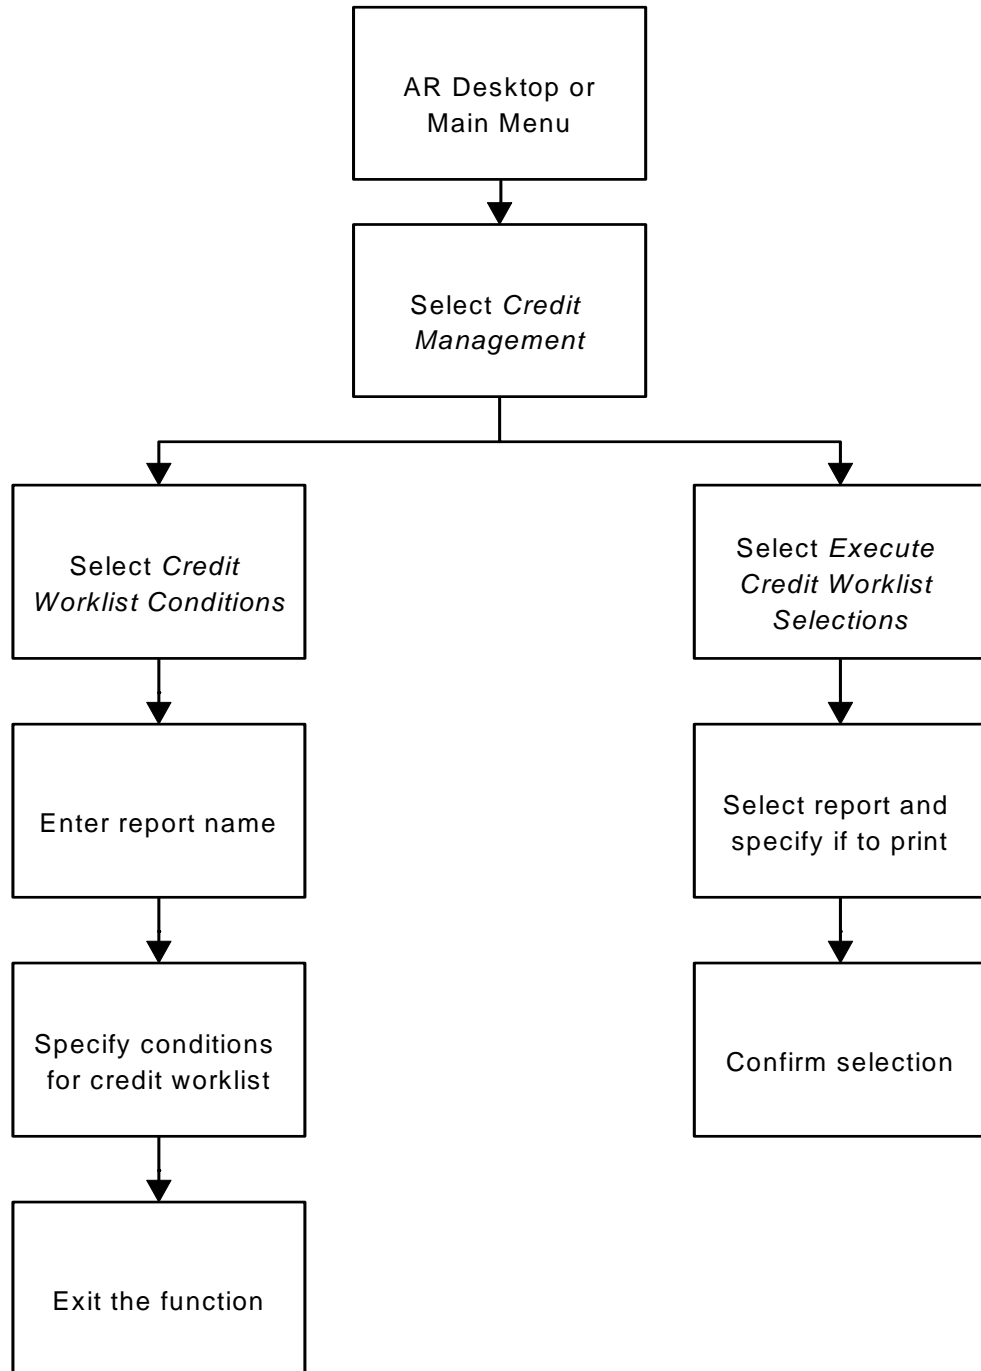 AR Desktop or
Main Menu
Select Credit
Management
Select Credit
Worklist Conditions
Select Execute
Credit Worklist
Selections
Enter report name
Select report and
specify if to print
Specify conditions
for credit worklist
Confirm selection
Exit the function